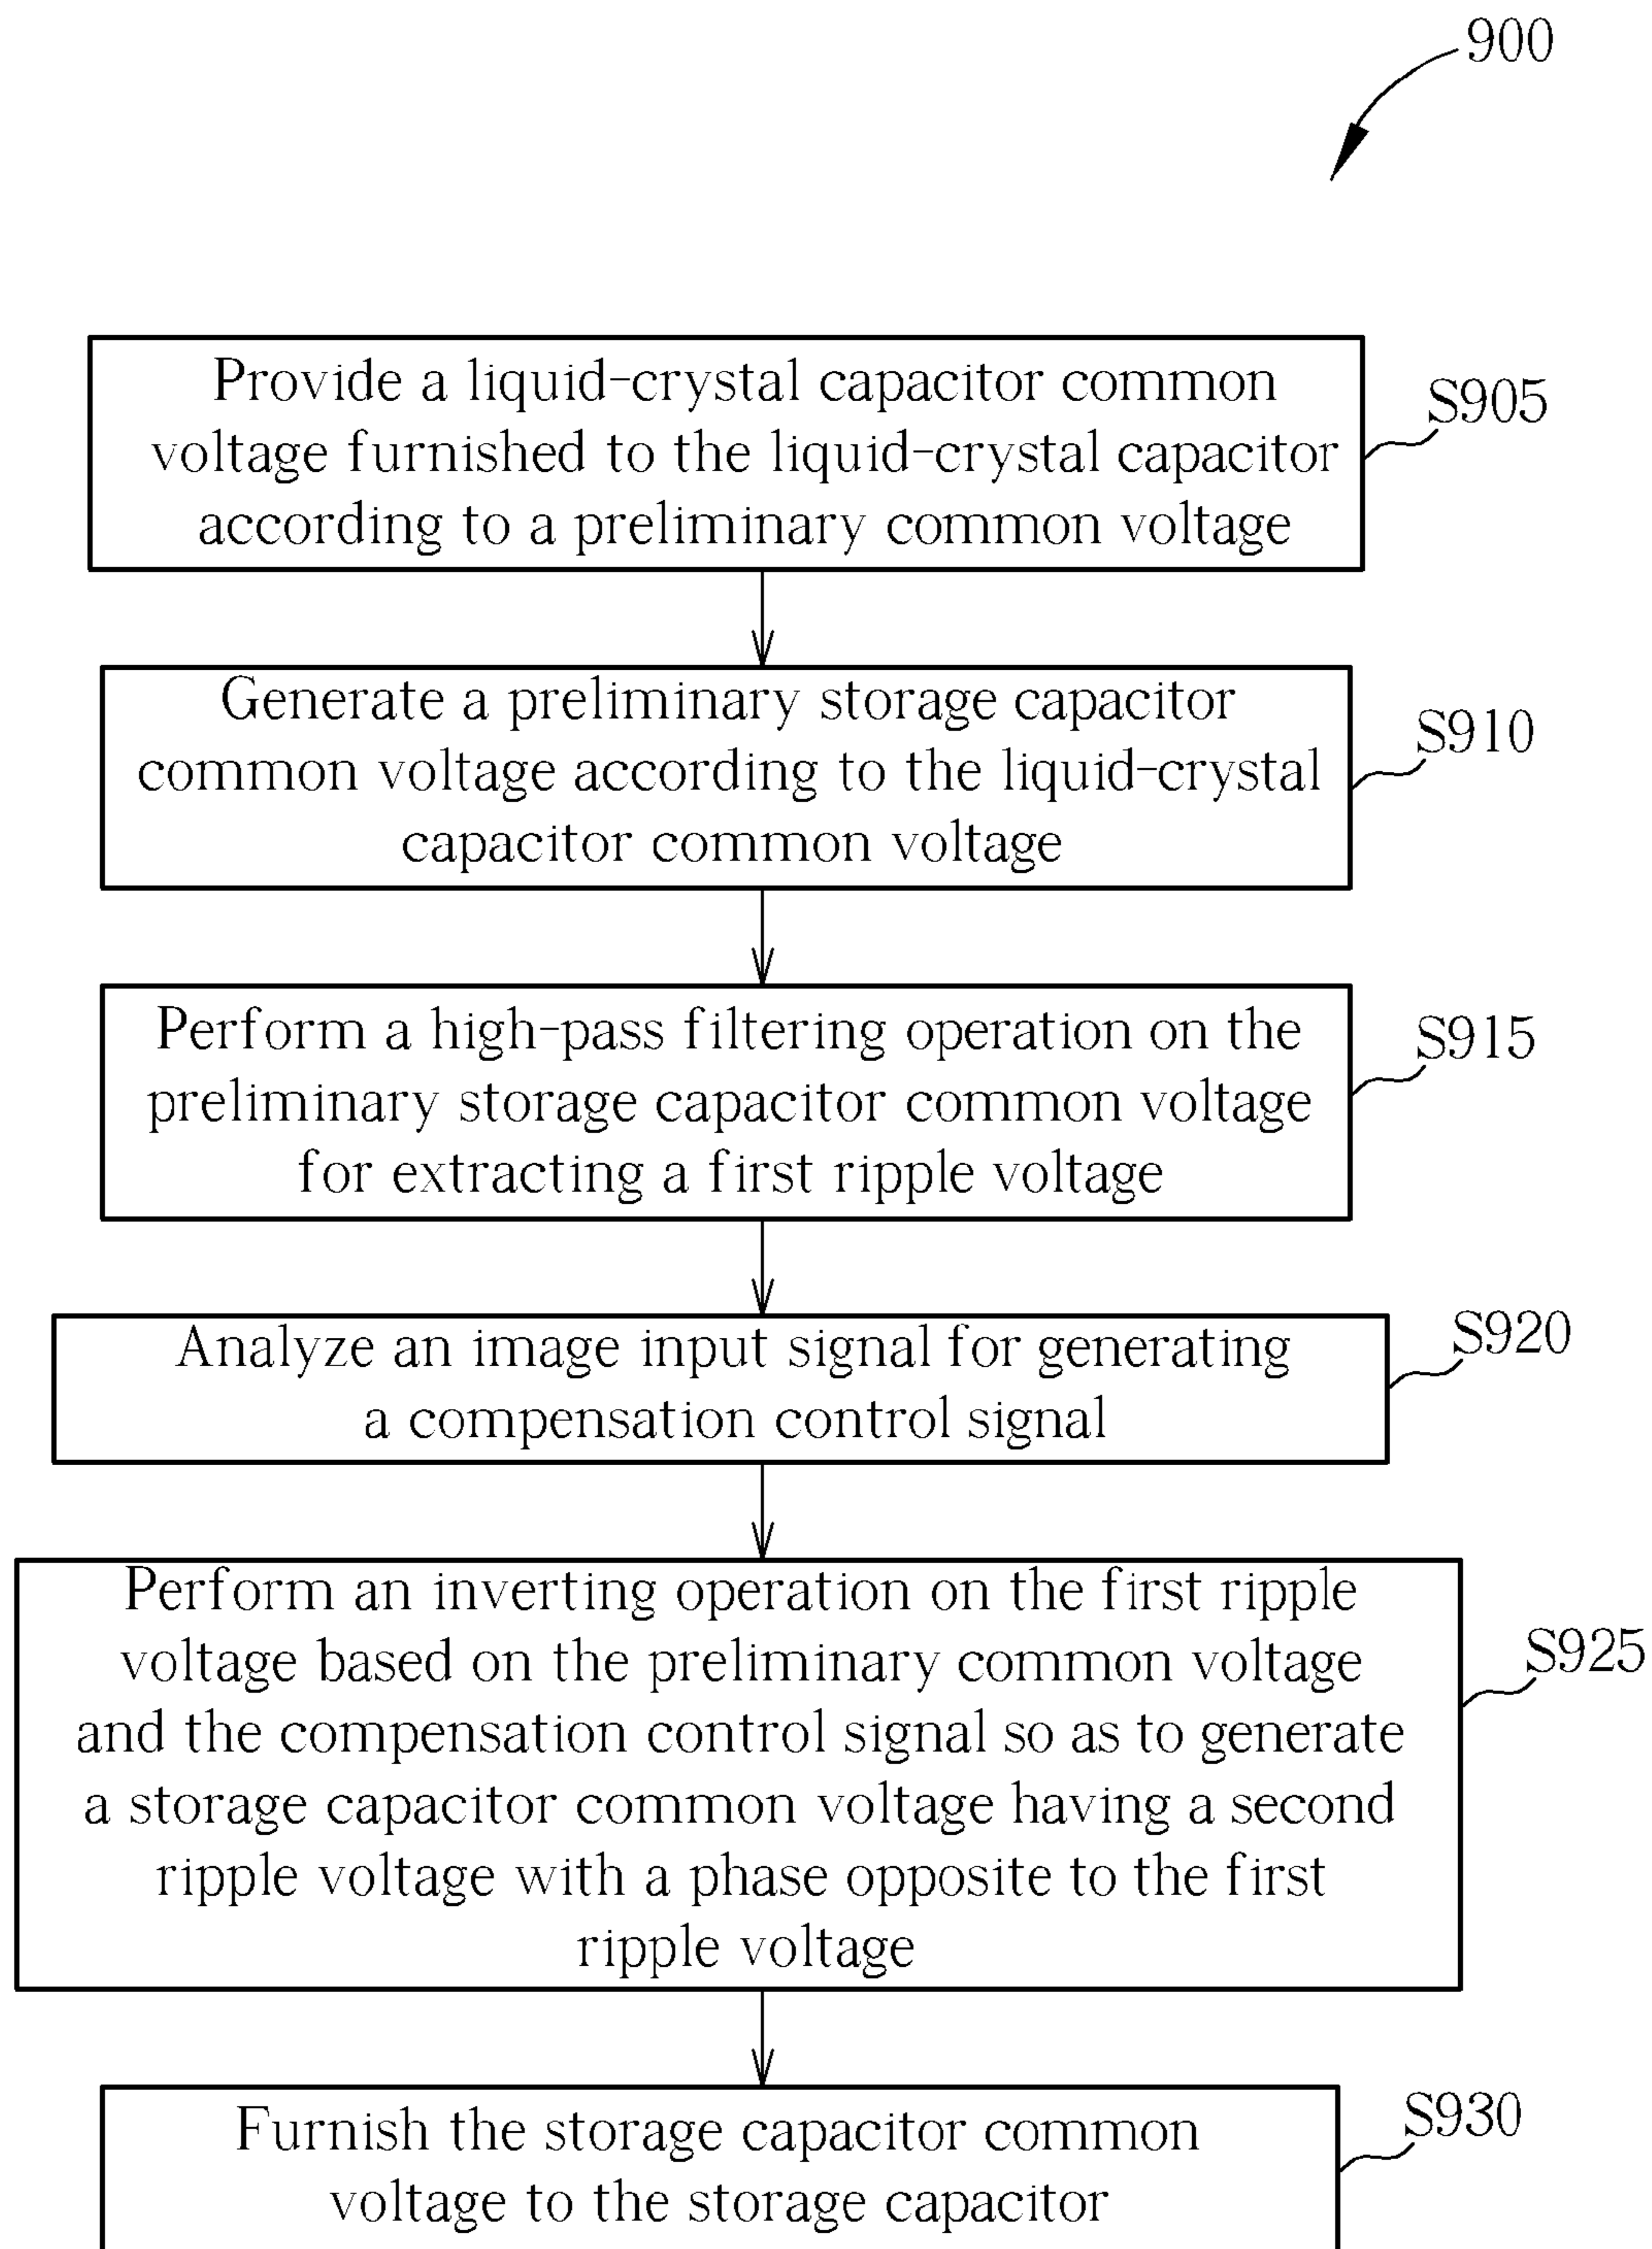 900
Provide a liquid-crystal capacitor common
voltage furnished to the liquid-crystal capacitor
according to a preliminary common voltage
S905
Generate a preliminary storage capacitor
common voltage according to the liquid-crystal
capacitor common voltage
S910
Perform a high-pass filtering operation on the
preliminary storage capacitor common voltage
for extracting a first ripple voltage
S915
Analyze an image input signal for generating
a compensation control signal
S920
Perform an inverting operation on the first ripple
voltage based on the preliminary common voltage
and the compensation control signal so as to generate
a storage capacitor common voltage having a second
ripple voltage with a phase opposite to the first
ripple voltage
S925
Furnish the storage capacitor common
voltage to the storage capacitor
S930